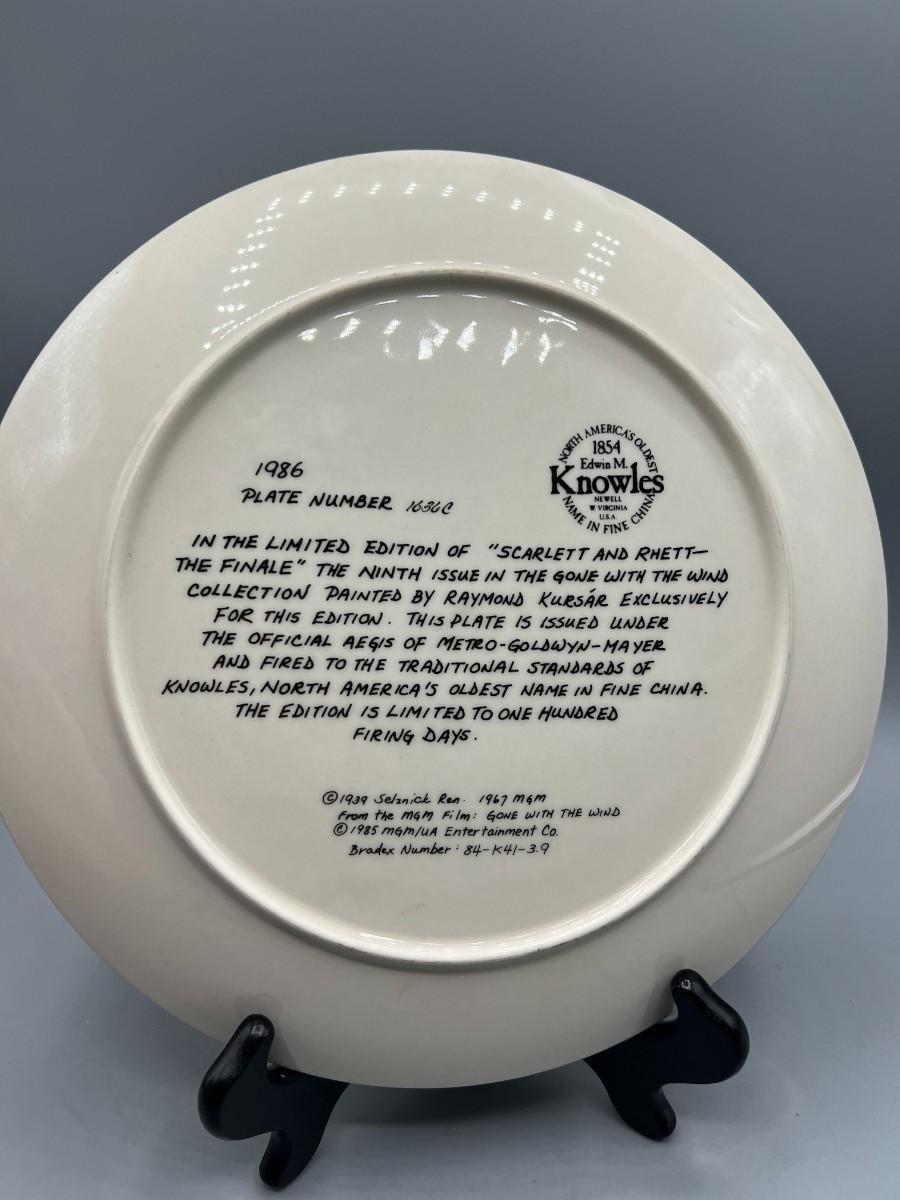 1986
PLATE NUMBER 1636C
NORTH AMERICA'S OLDEST
1854
Edwin M.
Knowles
NEWELL
W VIRGINIA
U.S.A.
NAME IN FINE CHINA
IN THE LIMITED EDITION OF "SCARLETT AND RHETT—
THE FINALE" THE NINTH ISSUE IN THE GONE WITH THE WIND
COLLECTION PAINTED BY RAYMOND KURSÁR EXCLUSIVELY
FOR THIS EDITION. THIS PLATE IS ISSUED UNDER
THE OFFICIAL AEGIS OF METRO-GOLDWYN-MAYER
AND FIRED TO THE TRADITIONAL STANDARDS OF
KNOWLES, NORTH AMERICA'S OLDEST NAME IN FINE CHINA.
THE EDITION IS LIMITED TO ONE HUNDRED
FIRING DAYS.
©1939 Selznick Ren. 1967 MGM
From the MGM Film: GONE WITH THE WIND
©1985 MGM/UA Entertainment Co.
Bradex Number: 84-K41-3.9